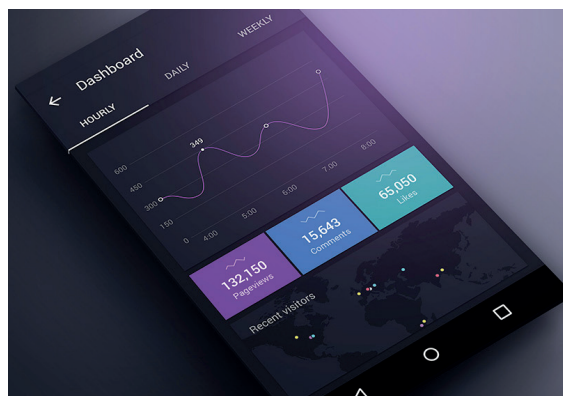 Dashboard
HOURLY
DAILY
WEEKLY
600
450
300
150
0
349
4:00
5:00
6:00
7:00
8:00
132,150
Pageviews
15,643
Comments
65,050
Likes
Recent visitors